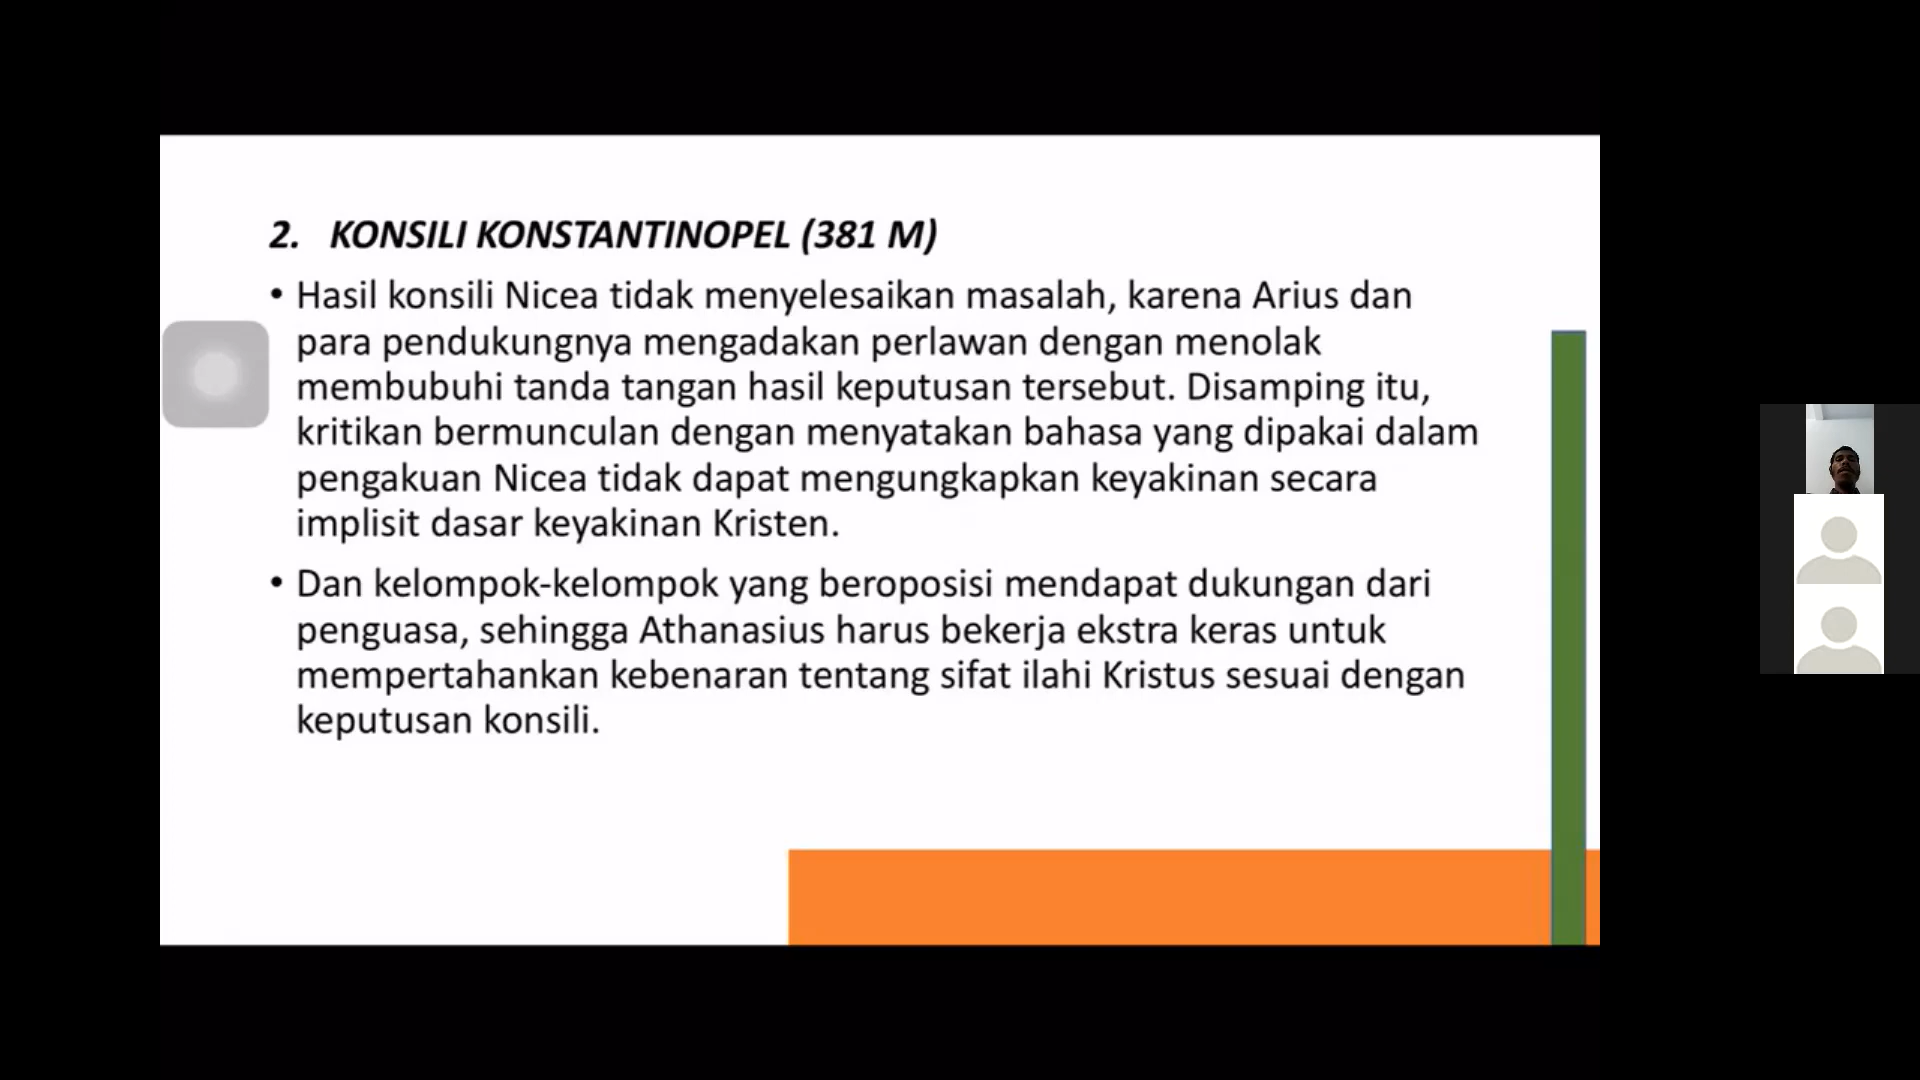 2. KONSILI KONSTANTINOPEL (381 M)
• Hasil konsili Nicea tidak menyelesaikan masalah, karena Arius dan
para pendukungnya mengadakan perlawan dengan menolak
membubuhi tanda tangan hasil keputusan tersebut. Disamping itu,
kritikan bermunculan dengan menyatakan bahasa yang dipakai dalam
pengakuan Nicea tidak dapat mengungkapkan keyakinan secara
implisit dasar keyakinan Kristen.
• Dan kelompok-kelompok yang beroposisi mendapat dukungan dari
penguasa, sehingga Athanasius harus bekerja ekstra keras untuk
mempertahankan kebenaran tentang sifat ilahi Kristus sesuai dengan
keputusan konsili.